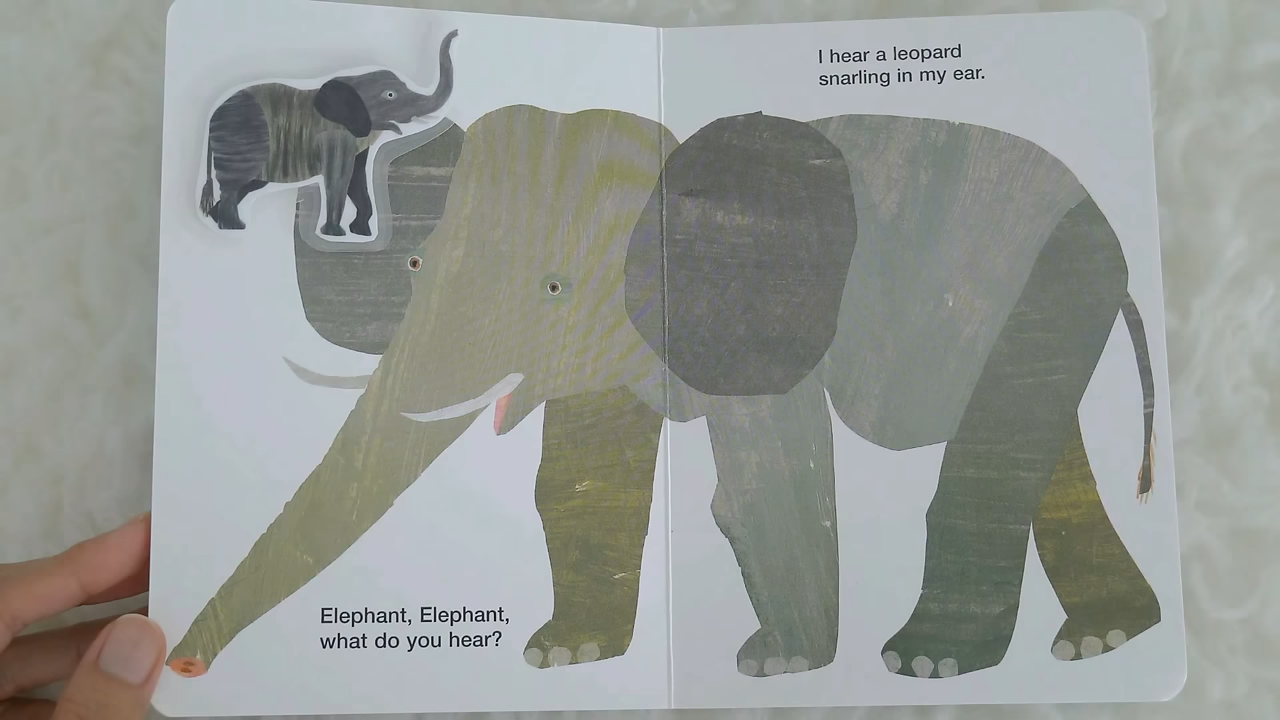 Elephant, Elephant,
what do you hear?
I hear a leopard
snarling in my ear.